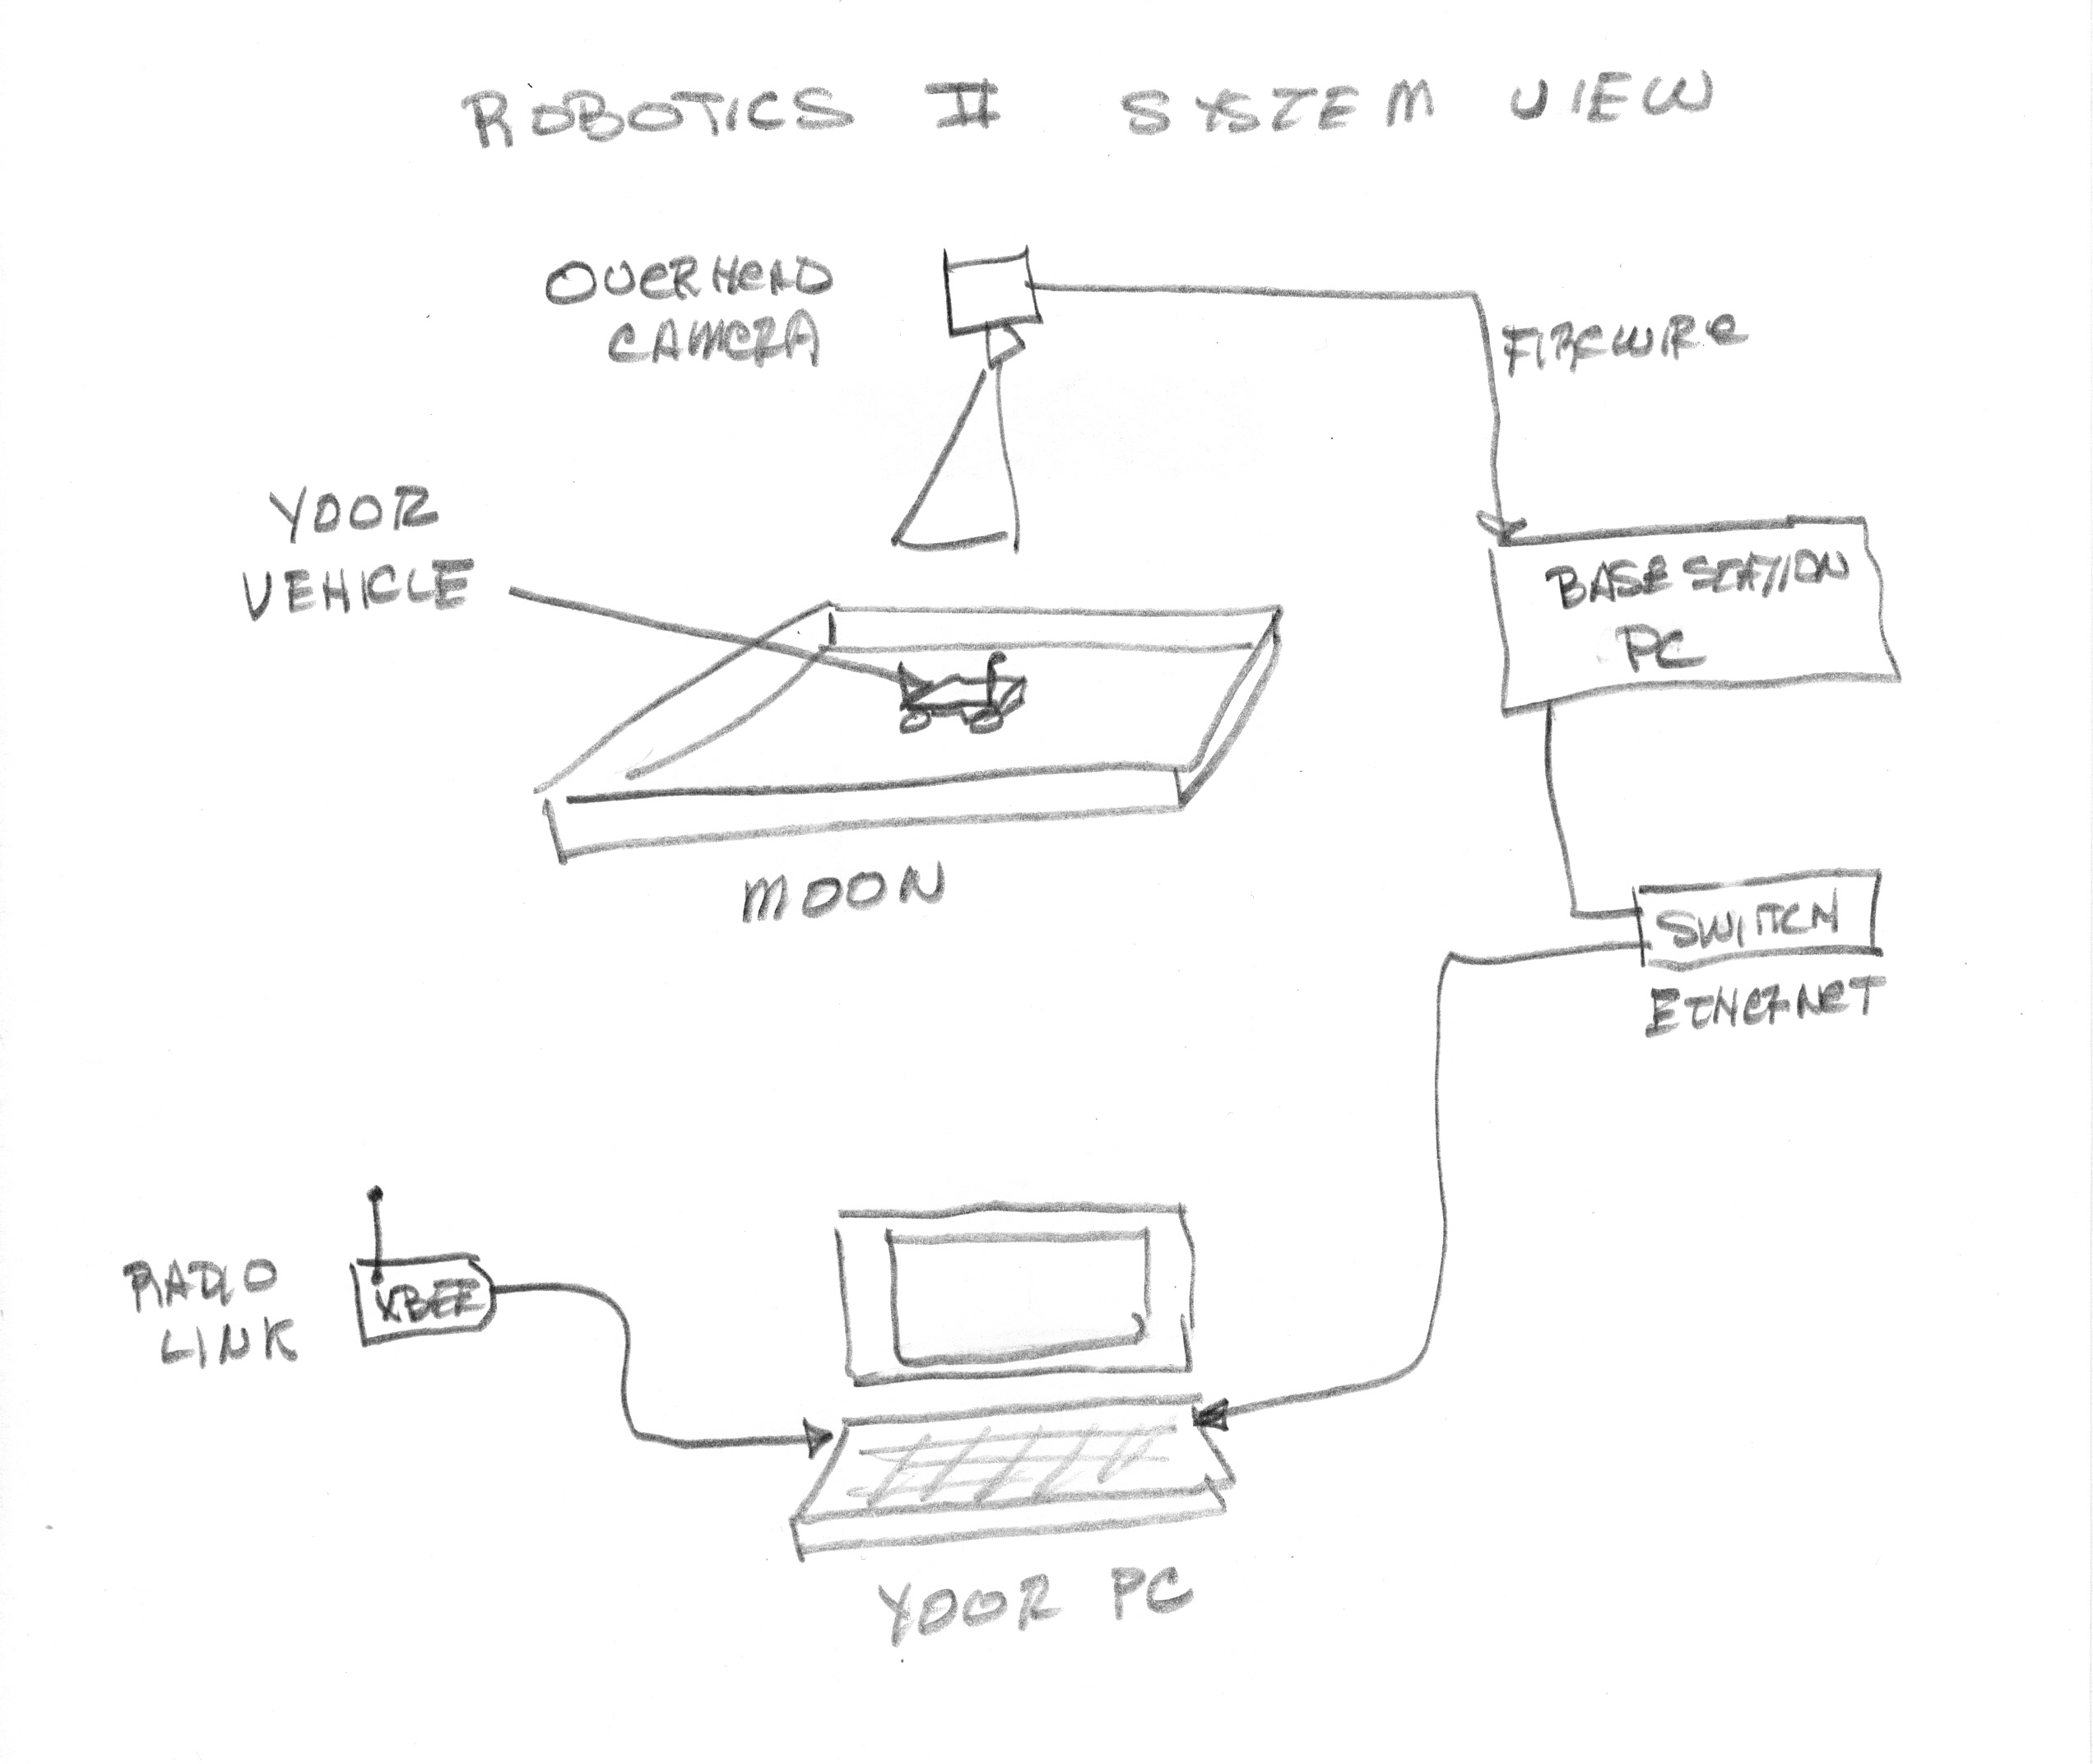 ROBOTICS II SYSTEM VIEW
OVERHEAD
CAMERA
FIREWIRE
YOUR
VEHICLE
BASE STATION
PC
MOON
SWITCH
ETHERNET
RADIO
LINK
XBEE
YOUR PC